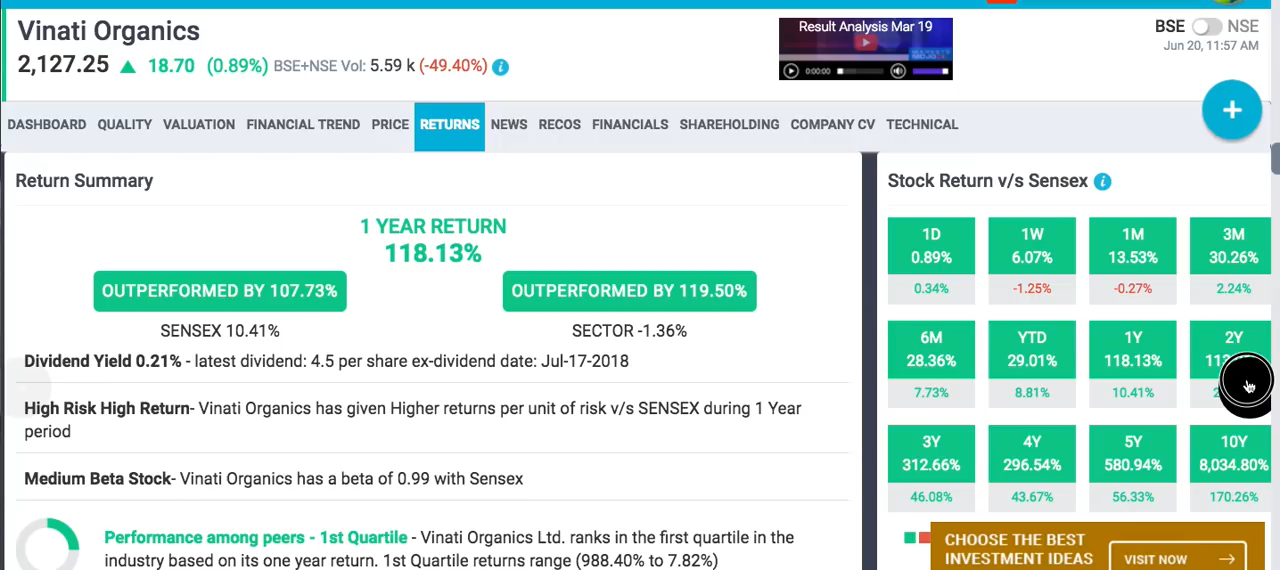 Vinati Organics
2,127.25 ▲ 18.70 (0.89%) BSE+NSE Vol: 5.59 k (-49.40%) i
Result Analysis Mar 19
0:00:00
BSE NSE
Jun 20, 11:57 AM
+
DASHBOARD QUALITY VALUATION FINANCIAL TREND PRICE RETURNS NEWS RECOS FINANCIALS SHAREHOLDING COMPANY CV TECHNICAL
Return Summary
1 YEAR RETURN
118.13%
OUTPERFORMED BY 107.73% OUTPERFORMED BY 119.50%
SENSEX 10.41% SECTOR -1.36%
Dividend Yield 0.21% - latest dividend: 4.5 per share ex-dividend date: Jul-17-2018
High Risk High Return- Vinati Organics has given Higher returns per unit of risk v/s SENSEX during 1 Year
period
Medium Beta Stock- Vinati Organics has a beta of 0.99 with Sensex
Performance among peers - 1st Quartile - Vinati Organics Ltd. ranks in the first quartile in the
industry based on its one year return. 1st Quartile returns range (988.40% to 7.82%)
Stock Return v/s Sensex i
1D 1W 1M 3M
0.89% 6.07% 13.53% 30.26%
0.34% -1.25% -0.27% 2.24%
6M YTD 1Y 2Y
28.36% 29.01% 118.13%
7.73% 8.81% 10.41%
3Y 4Y 5Y 10Y
312.66% 296.54% 580.94% 8,034.80%
46.08% 43.67% 56.33% 170.26%
CHOOSE THE BEST
INVESTMENT IDEAS VISIT NOW